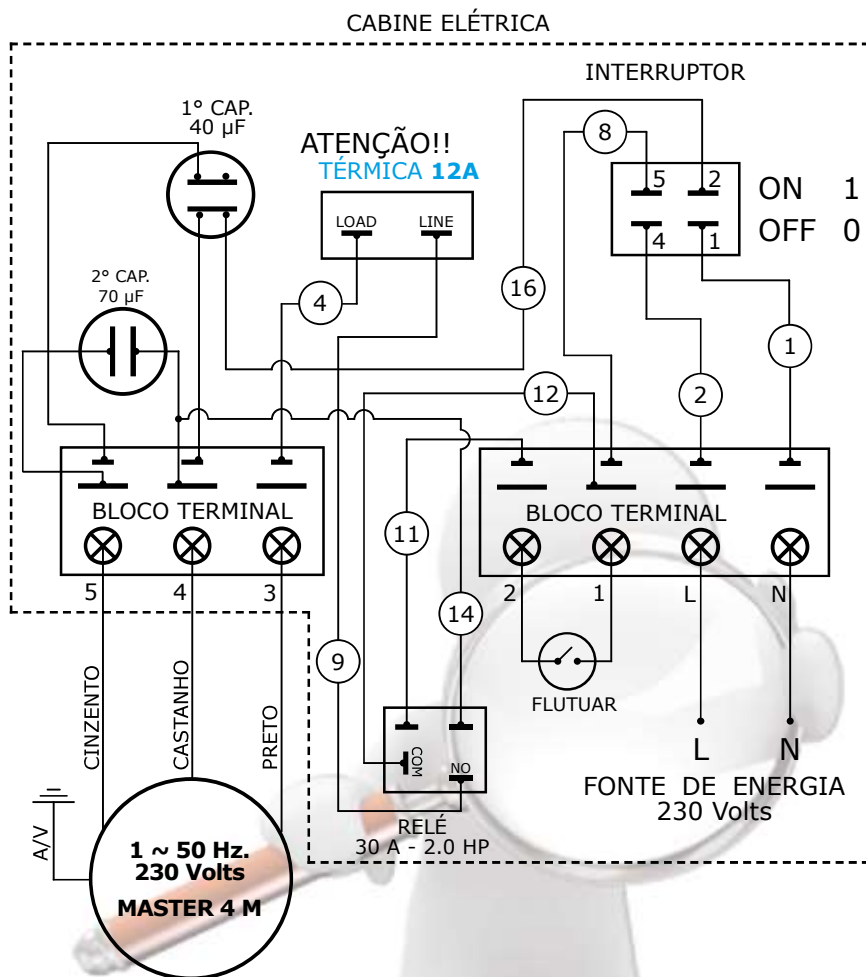 CABINE ELÉTRICA
INTERRUPTOR
1° CAP.
40 µF
ATENÇÃO!!
TÉRMICA 12A
8
5 2
4 1
ON 1
OFF 0
LOAD LINE
2° CAP.
70 µF
4
16
1
12
2
BLOCO TERMINAL
5 4 3
BLOCO TERMINAL
2 1 L N
11
14
9
FLUTUAR
CINZENTO
CASTANHO
PRETO
COM
NO
L N
FONTE DE ENERGIA
230 Volts
RELÉ
30 A - 2.0 HP
A/V
1 ~ 50 Hz.
230 Volts
MASTER 4 M